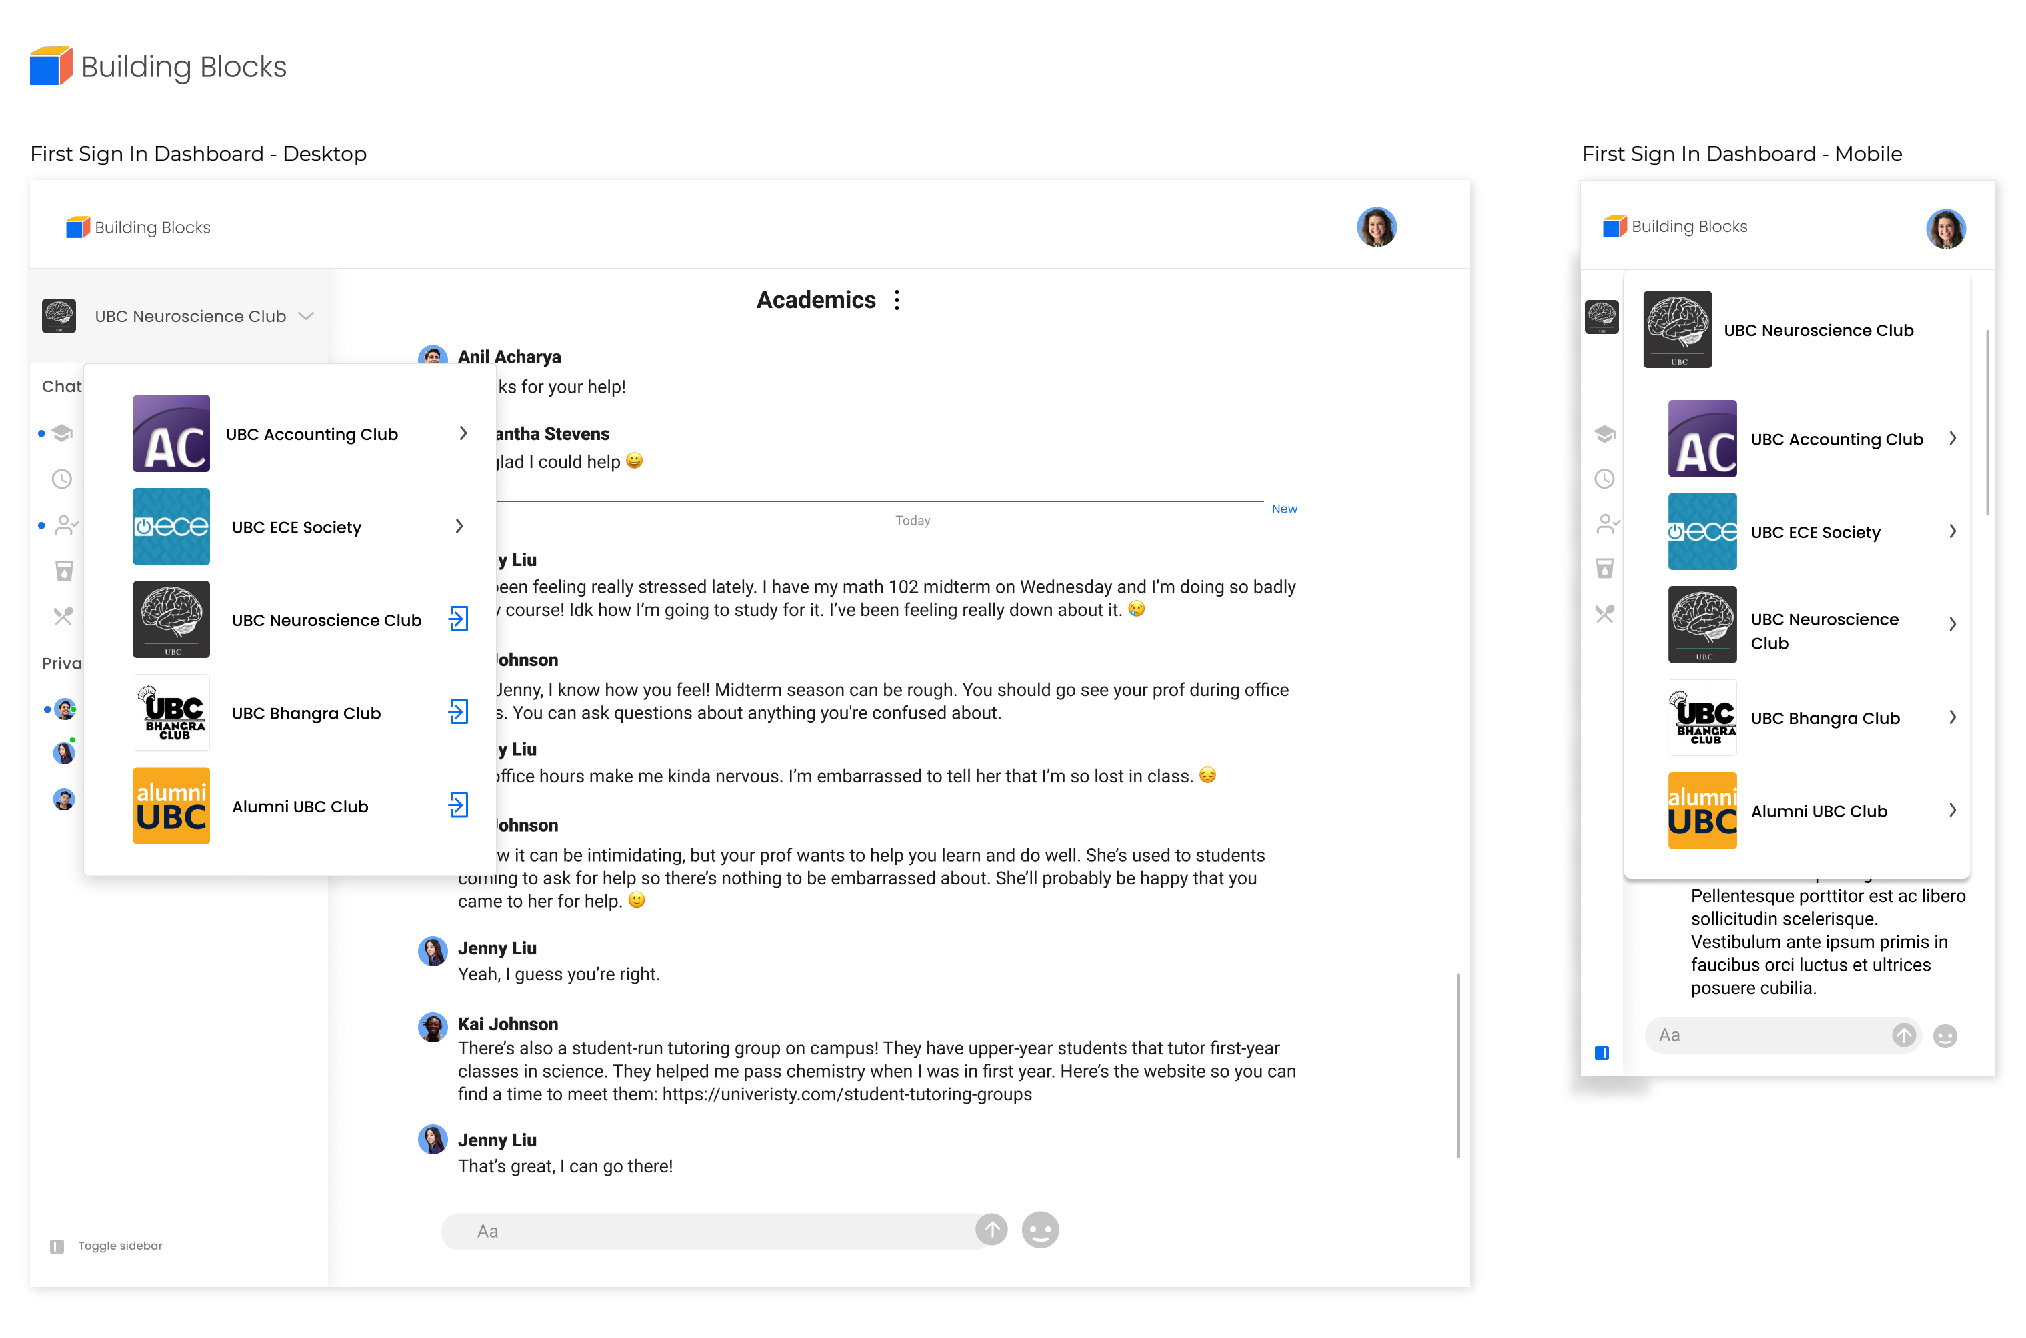 Building Blocks
First Sign In Dashboard - Desktop
Building Blocks
UBC Neuroscience Club
Academics
Chat
Anil Acharya
ks for your help!
antha Stevens
glad I could help 😀
New
Today
AC
UBC Accounting Club
ece
UBC ECE Society
UBC
UBC Neuroscience Club
UBC
BHANGRA
CLUB
UBC Bhangra Club
alumni
UBC
Alumni UBC Club
Priva
y Liu
een feeling really stressed lately. I have my math 102 midterm on Wednesday and I’m doing so badly
y course! Idk how I’m going to study for it. I’ve been feeling really down about it. 😢
ohnson
Jenny, I know how you feel! Midterm season can be rough. You should go see your prof during office
s. You can ask questions about anything you're confused about.
y Liu
office hours make me kinda nervous. I’m embarrassed to tell her that I’m so lost in class. 😔
ohnson
w it can be intimidating, but your prof wants to help you learn and do well. She’s used to students
coming to ask for help so there’s nothing to be embarrassed about. She’ll probably be happy that you
came to her for help. 🙂
Jenny Liu
Yeah, I guess you’re right.
Kai Johnson
There’s also a student-run tutoring group on campus! They have upper-year students that tutor first-year
classes in science. They helped me pass chemistry when I was in first year. Here’s the website so you can
find a time to meet them: https://univeristy.com/student-tutoring-groups
Jenny Liu
That’s great, I can go there!
Aa
Toggle sidebar
First Sign In Dashboard - Mobile
Building Blocks
UBC
UBC Neuroscience Club
AC
UBC Accounting Club
ece
UBC ECE Society
UBC
UBC Neuroscience
Club
UBC
BHANGRA
CLUB
UBC Bhangra Club
alumni
UBC
Alumni UBC Club
Pellentesque porttitor est ac libero
sollicitudin scelerisque.
Vestibulum ante ipsum primis in
faucibus orci luctus et ultrices
posuere cubilia.
Aa